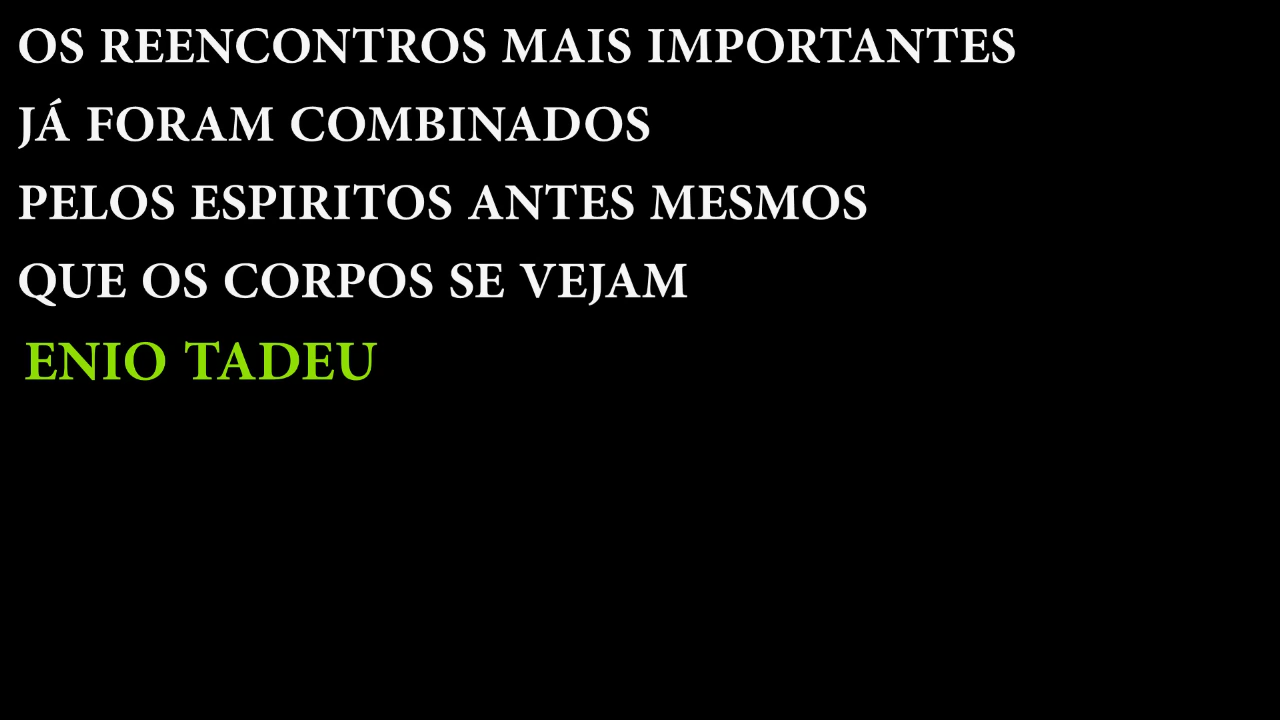 OS REENCONTROS MAIS IMPORTANTES
JÁ FORAM COMBINADOS
PELOS ESPIRITOS ANTES MESMOS
QUE OS CORPOS SE VEJAM
ENIO TADEU